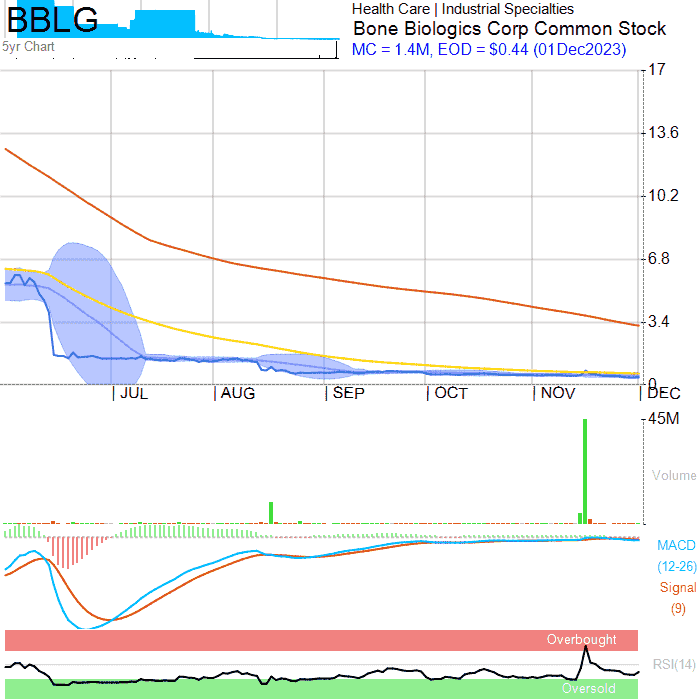 BBLG
5yr Chart
Health Care | Industrial Specialties
Bone Biologics Corp Common Stock
MC = 1.4M, EOD = $0.44 (01Dec2023)
17
13.6
10.2
6.8
3.4
0
JUL
AUG
SEP
OCT
NOV
DEC
45M
Volume
MACD
(12-26)
Signal
(9)
Overbought
RSI(14)
Oversold